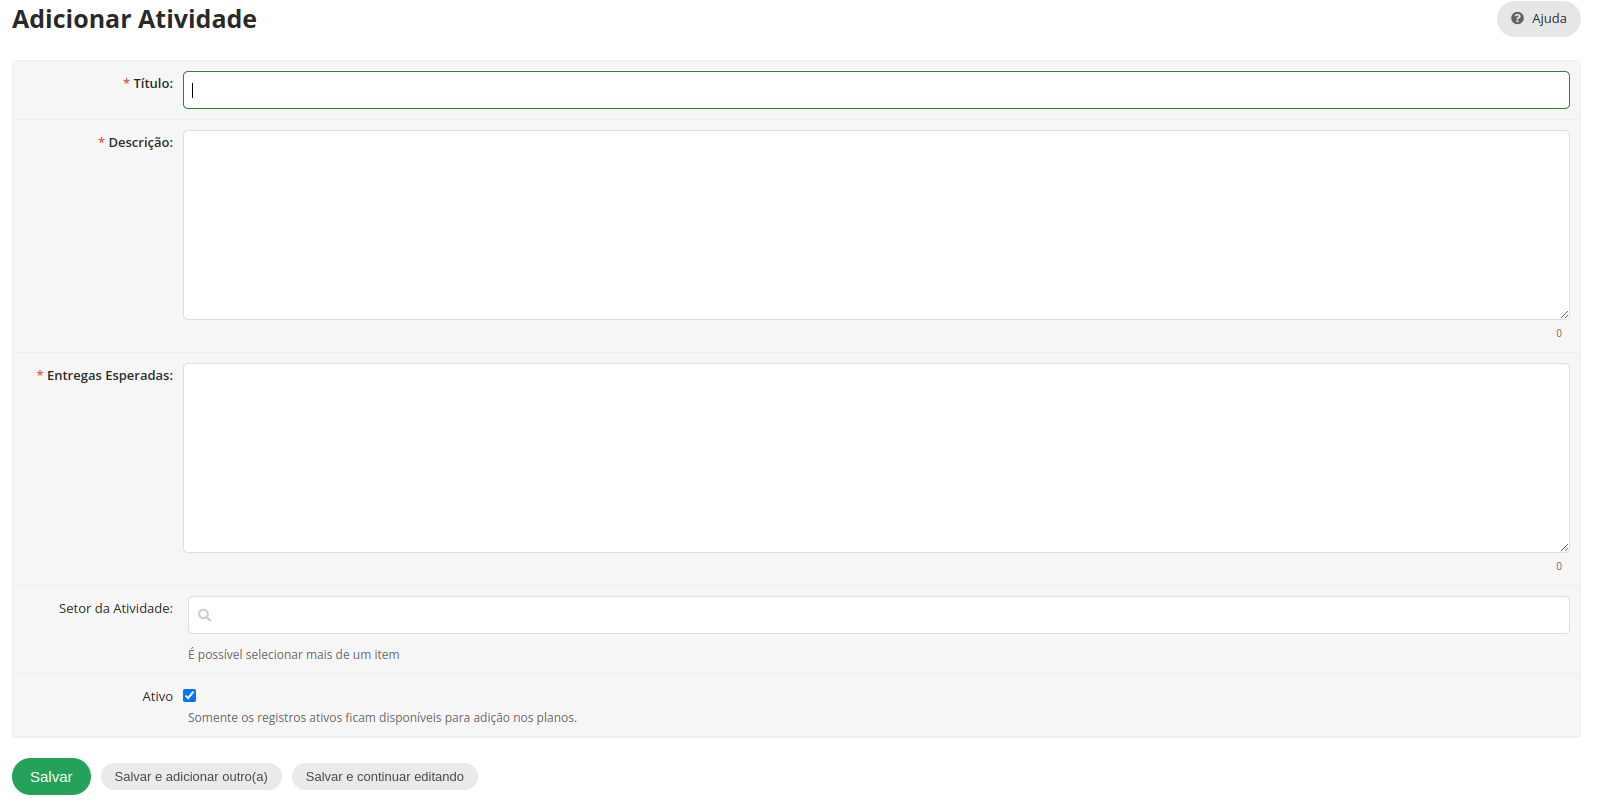 Adicionar Atividade
Ajuda
* Título:
* Descrição:
0
* Entregas Esperadas:
0
Setor da Atividade:
É possível selecionar mais de um item
Ativo
Somente os registros ativos ficam disponíveis para adição nos planos.
Salvar
Salvar e adicionar outro(a)
Salvar e continuar editando